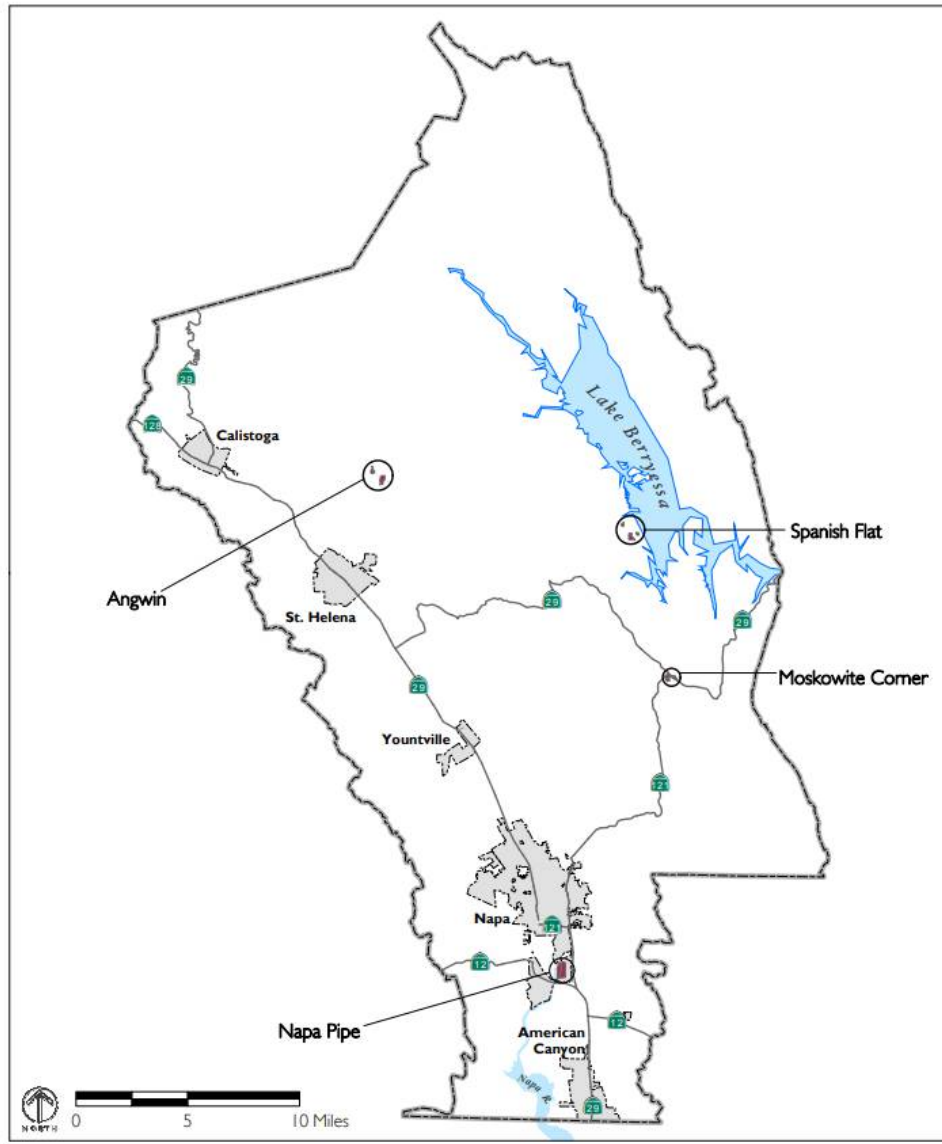 29
128
Calistoga
Lake Berryessa
Spanish Flat
Angwin
St. Helena
29
29
Moskowite Corner
29
Yountville
121
Napa
121
12
Napa Pipe
American
Canyon
12
Napa R.
29
NORTH
0 5 10 Miles